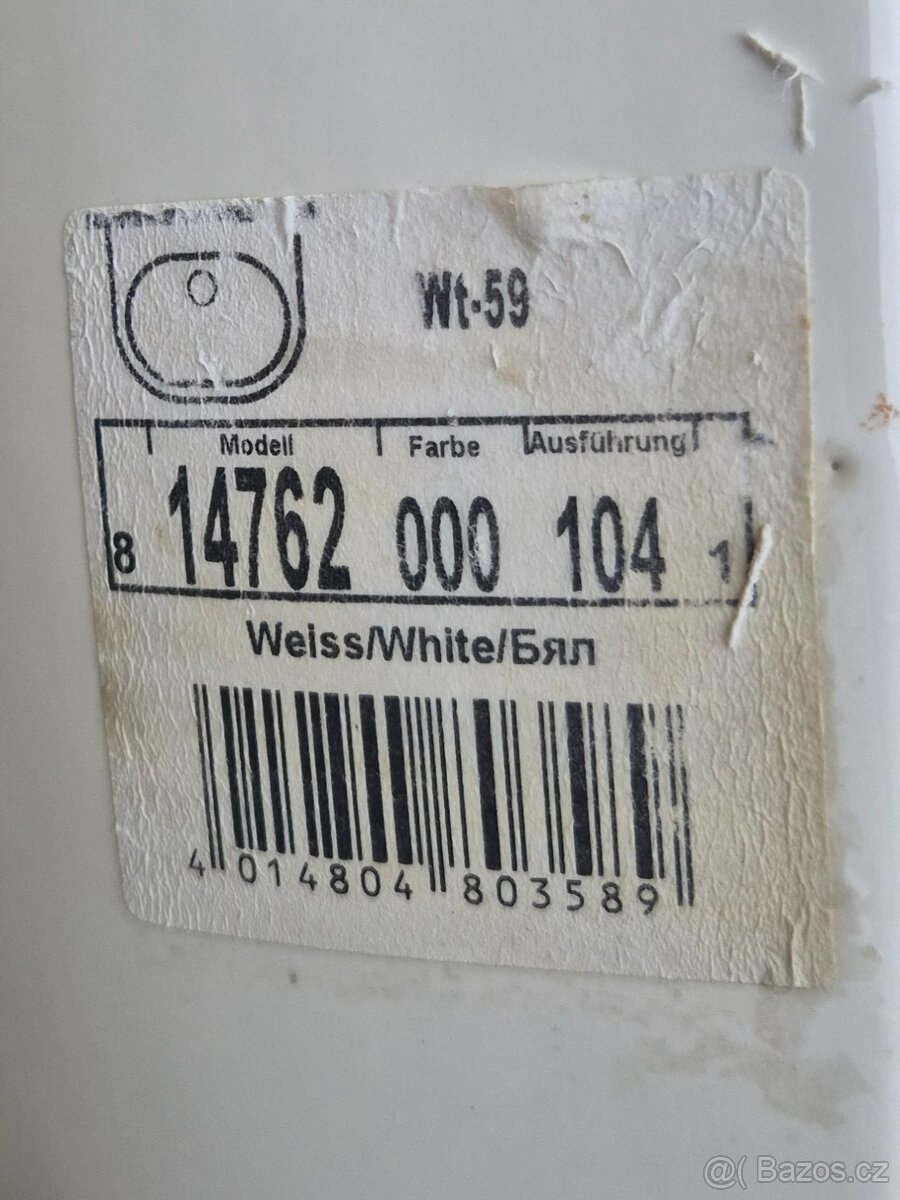 Wt-59
Modell Farbe Ausführung
8 14762 000 104 1
Weiss/White/Бял
4 014804 803589
@( Bazos.cz